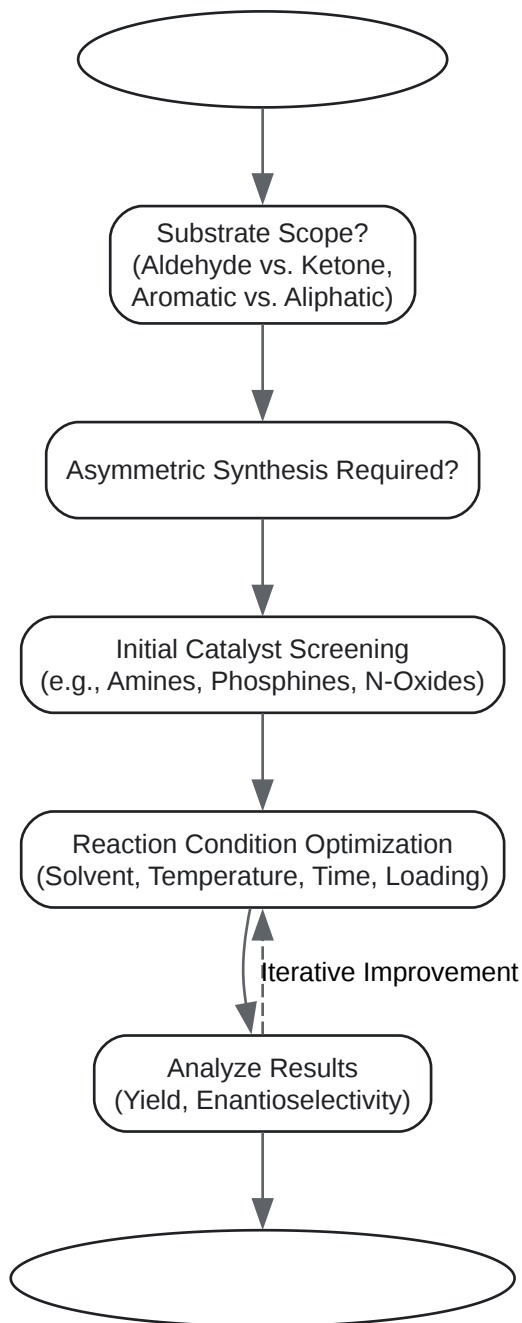 Substrate Scope?
(Aldehyde vs. Ketone,
Aromatic vs. Aliphatic)
Asymmetric Synthesis Required?
Initial Catalyst Screening
(e.g., Amines, Phosphines, N-Oxides)
Reaction Condition Optimization
(Solvent, Temperature, Time, Loading)
Iterative Improvement
Analyze Results
(Yield, Enantioselectivity)